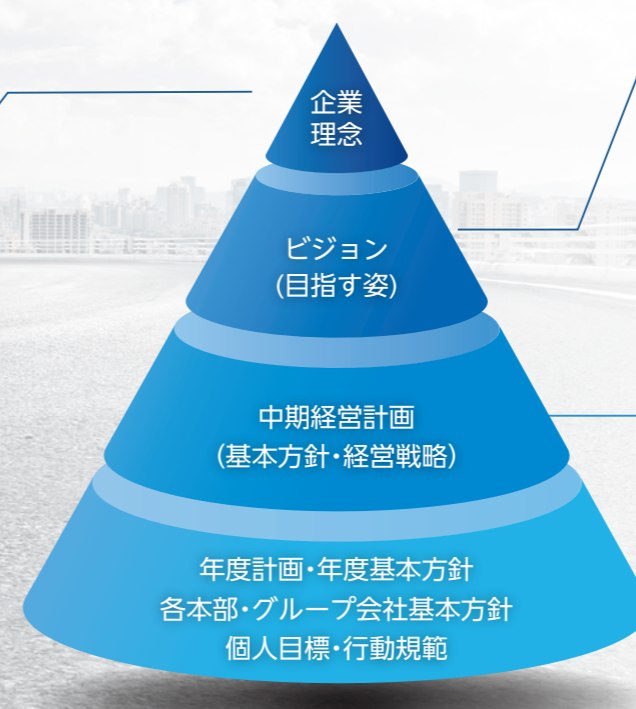 企業
理念
ビジョン
(目指す姿)
中期経営計画
(基本方針・経営戦略)
年度計画・年度基本方針
各本部・グループ会社基本方針
個人目標・行動規範